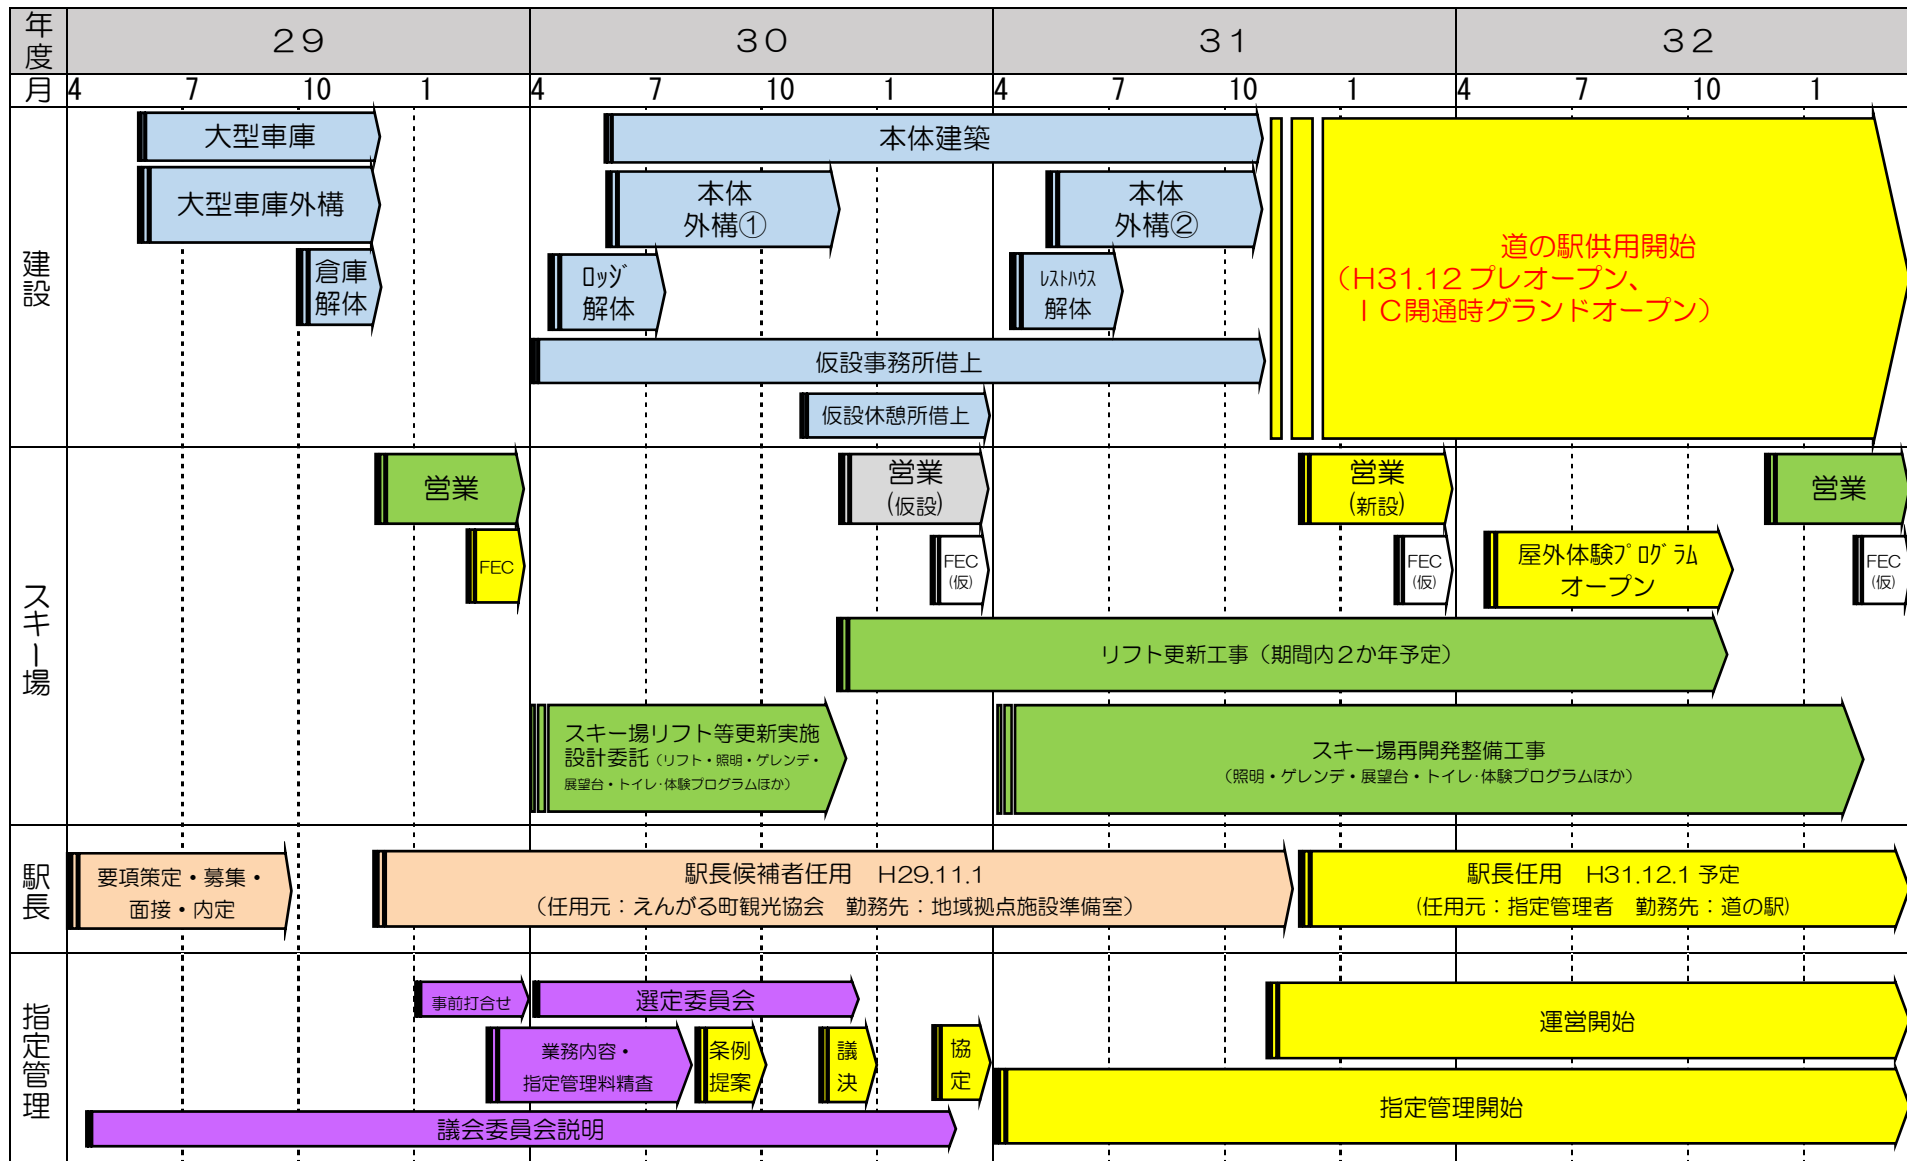 年度
29
30
31
32
月
4 7 10 1 4 7 10 1 4 7 10 1 4 7 10 1
建設
大型車庫
大型車庫外構
倉庫
解体
本体建築
本体
外構①
本体
外構②
ﾛｯｼﾞ
解体
ﾚｽﾄﾊｳｽ
解体
仮設事務所借上
仮設休憩所借上
道の駅供用開始
（H31.12 プレオープン、
ＩＣ開通時グランドオープン）
スキー場
営業
営業
(仮設)
営業
(新設)
営業
FEC
FEC
(仮)
FEC
(仮)
屋外体験ﾌﾟﾛｸﾞﾗﾑ
オープン
FEC
(仮)
リフト更新工事（期間内２か年予定）
スキー場リフト等更新実施
設計委託（リフト・照明・ゲレンデ・
展望台・トイレ・体験プログラムほか）
スキー場再開発整備工事
（照明・ゲレンデ・展望台・トイレ・体験プログラムほか）
駅長
要項策定・募集・
面接・内定
駅長候補者任用　H29.11.1
（任用元：えんがる町観光協会　勤務先：地域拠点施設準備室）
駅長任用　H31.12.1 予定
(任用元：指定管理者　勤務先：道の駅)
指定管理
事前打合せ
選定委員会
運営開始
業務内容・
指定管理料精査
条例
提案
議
決
協
定
指定管理開始
議会委員会説明